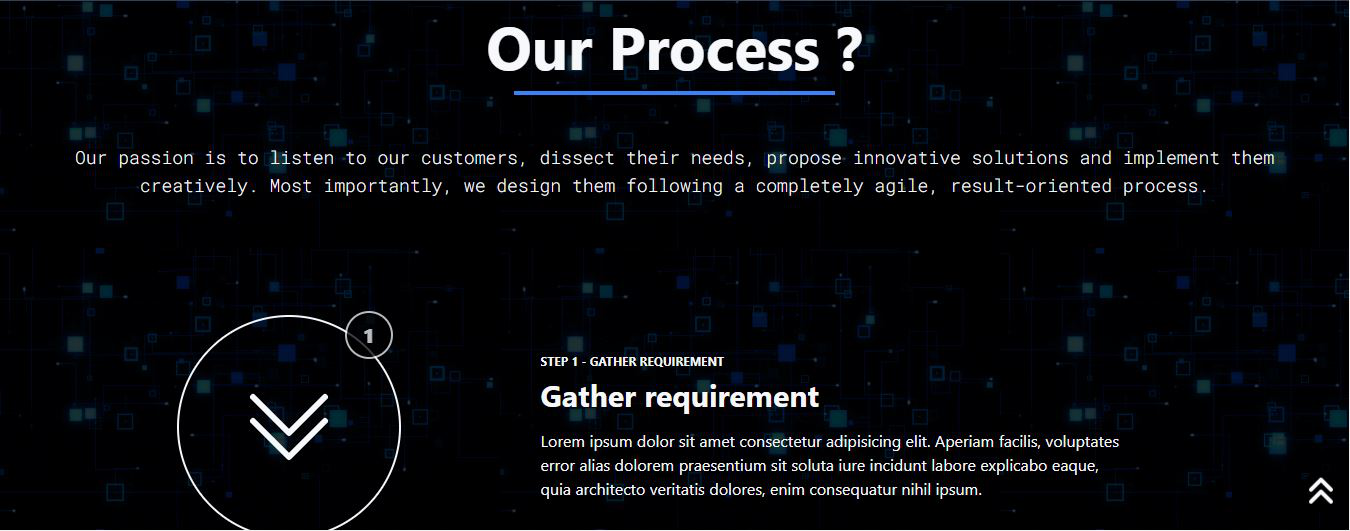 Our Process ?
Our passion is to listen to our customers, dissect their needs, propose innovative solutions and implement them
creatively. Most importantly, we design them following a completely agile, result-oriented process.
1
STEP 1 - GATHER REQUIREMENT
Gather requirement
Lorem ipsum dolor sit amet consectetur adipisicing elit. Aperiam facilis, voluptates
error alias dolorem praesentium sit soluta iure incidunt labore explicabo eaque,
quia architecto veritatis dolores, enim consequatur nihil ipsum.